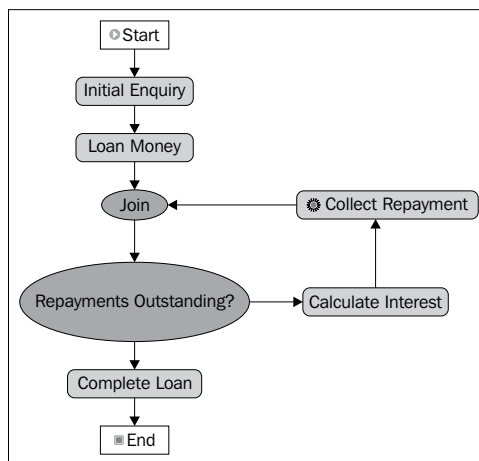 Start
Initial Enquiry
Loan Money
Join
Collect Repayment
Repayments Outstanding?
Calculate Interest
Complete Loan
End